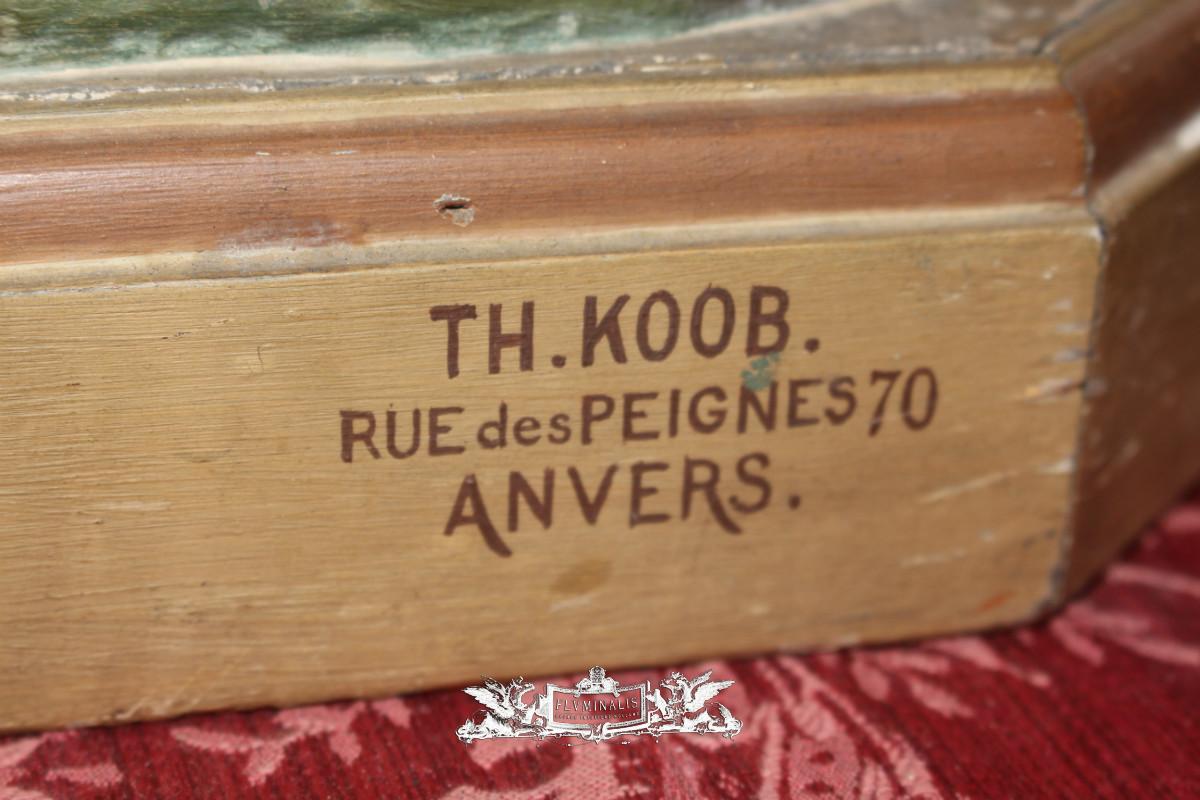 TH. KOOB.
RUE des PEIGNES 70
ANVERS.
FLVMINALIS